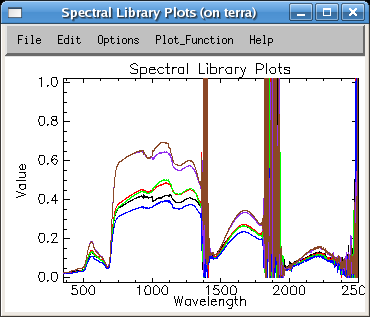 Spectral Library Plots (on terra)
File Edit Options Plot_Function Help
Spectral Library Plots
1.0
0.8
0.6
0.4
0.2
0.0
Value
500 1000 1500 2000 250
Wavelength